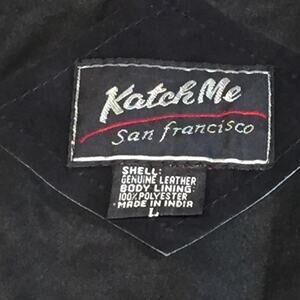 KatchMe
San francisco
SHELL:
GENUINE LEATHER
BODY LINING:
100% POLYESTER
MADE IN INDIA
L